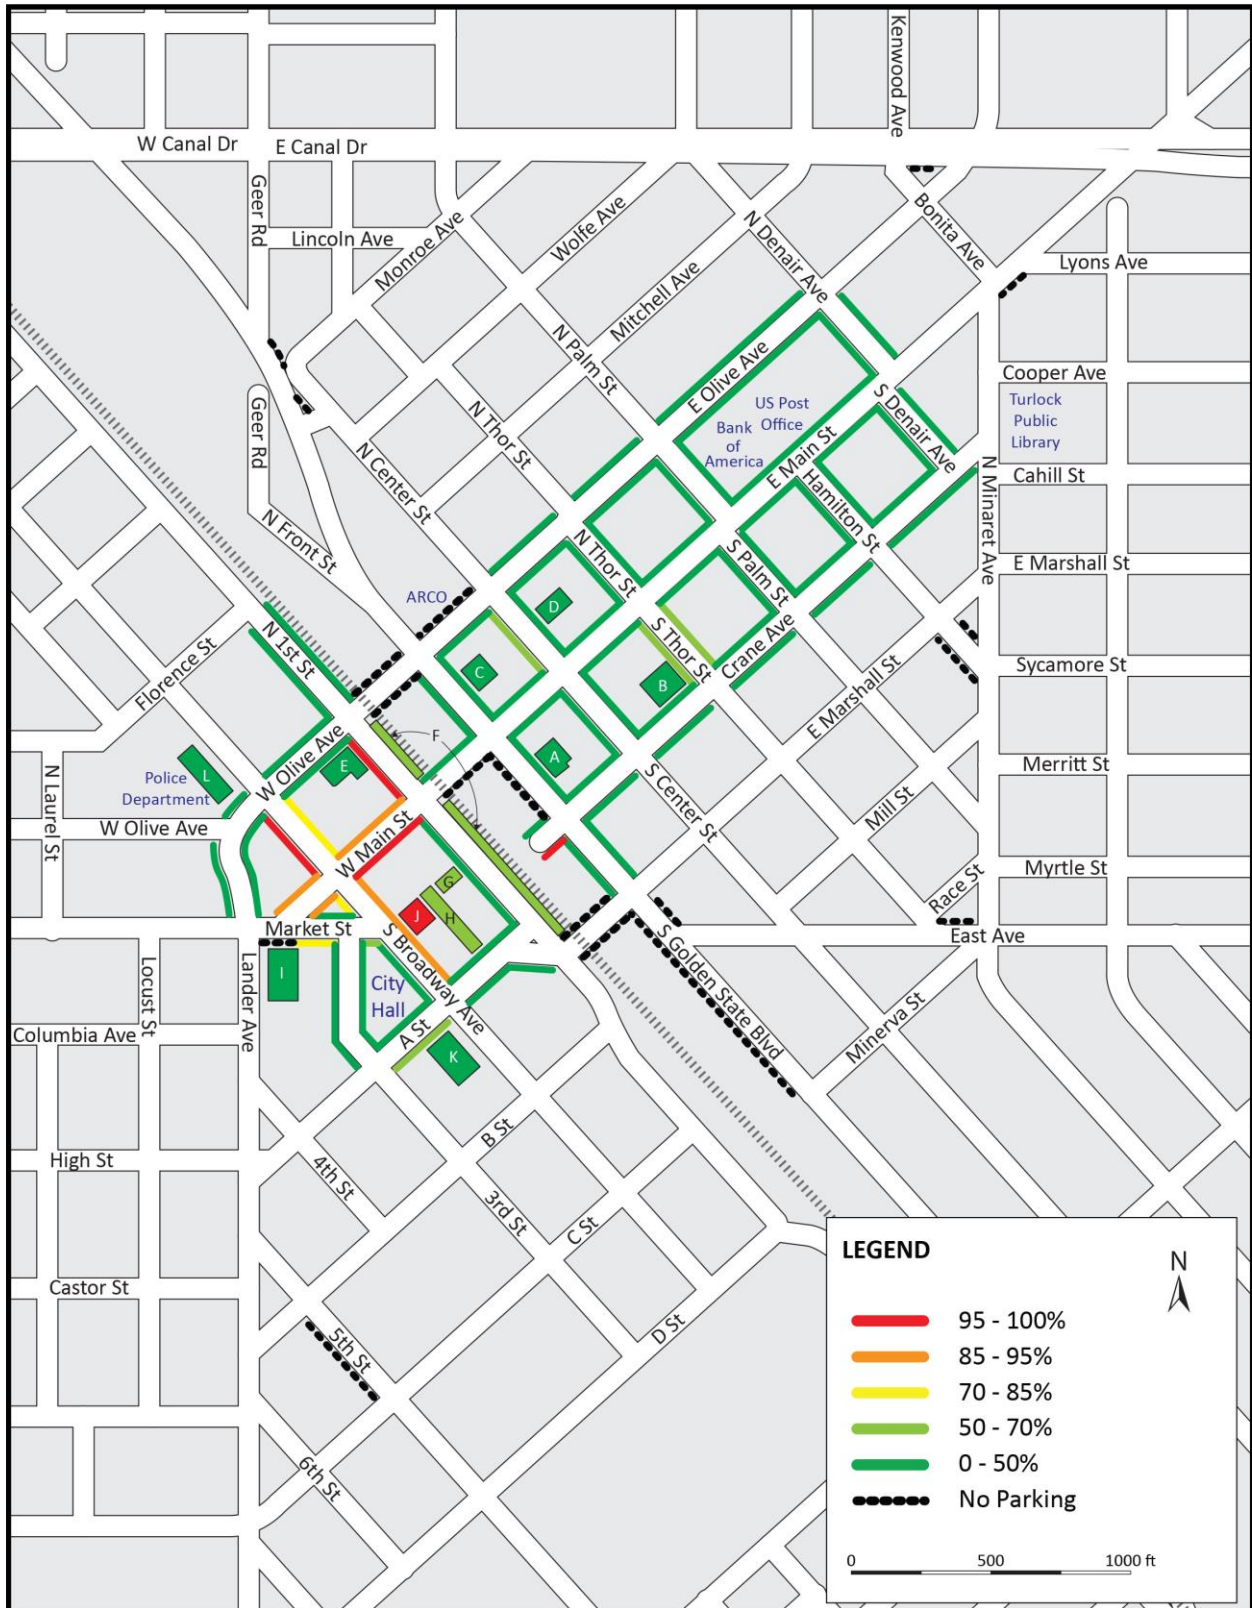 Kenwood Ave
W Canal Dr
E Canal Dr
Geer Rd
Lincoln Ave
Monroe Ave
Wolfe Ave
Mitchell Ave
N Denair Ave
Bonita Ave
Lyons Ave
N Palm St
E Olive Ave
US Post
Office
Bank
of
America
S Denair Ave
Cooper Ave
Turlock
Public
Library
Geer Rd
N Center St
N Thor St
E Main St
Hamilton St
N Minaret Ave
Cahill St
N Front St
N Thor St
S Palm St
E Marshall St
ARCO
D
N 1st St
Florence St
C
S Thor St
B
Crane Ave
E Marshall St
Sycamore St
F
W Olive Ave
E
A
S Center St
Merritt St
L
Police
Department
N Laurel St
W Olive Ave
W Main St
Mill St
Myrtle St
G
J
H
Race St
Market St
S Broadway Ave
S Golden State Blvd
East Ave
I
City
Hall
Locust St
Lander Ave
Columbia Ave
A St
K
Minerva St
B St
High St
4th St
3rd St
C St
Castor St
5th St
D St
6th St
LEGEND
N
95 - 100%
85 - 95%
70 - 85%
50 - 70%
0 - 50%
No Parking
0 500 1000 ft